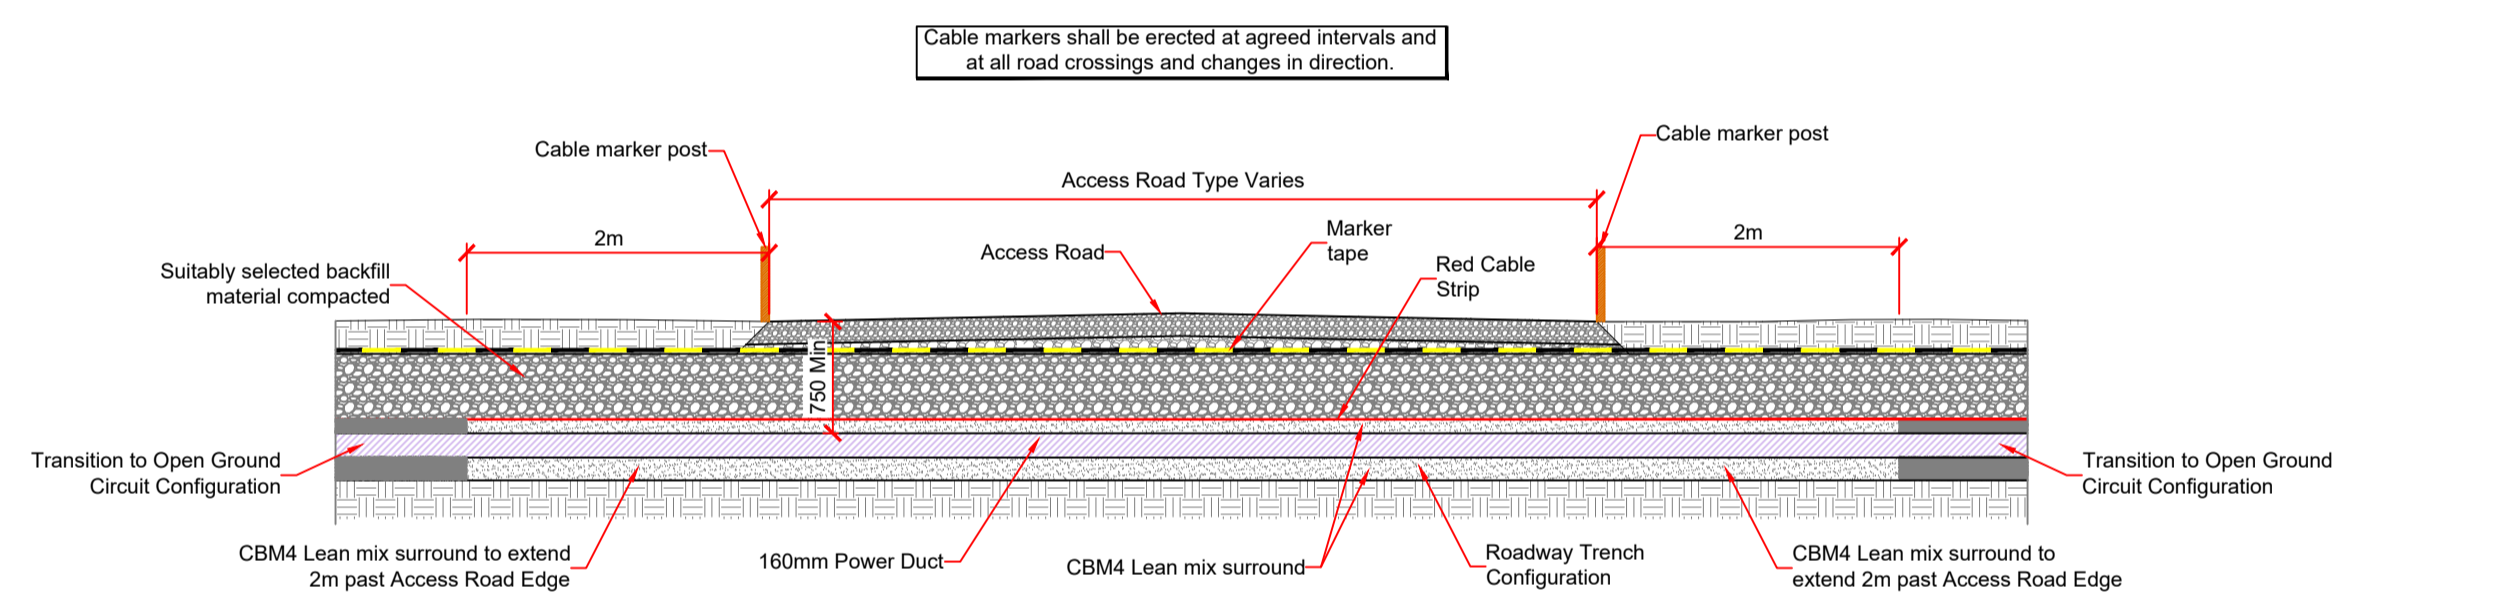 Cable markers shall be erected at agreed intervals and
at all road crossings and changes in direction.
Cable marker post
Cable marker post
Access Road Type Varies
2m
2m
Access Road
Marker
tape
Red Cable
Strip
Suitably selected backfill
material compacted
750 Min
Transition to Open Ground
Circuit Configuration
Transition to Open Ground
Circuit Configuration
CBM4 Lean mix surround to extend
2m past Access Road Edge
160mm Power Duct
CBM4 Lean mix surround
Roadway Trench
Configuration
CBM4 Lean mix surround to
extend 2m past Access Road Edge